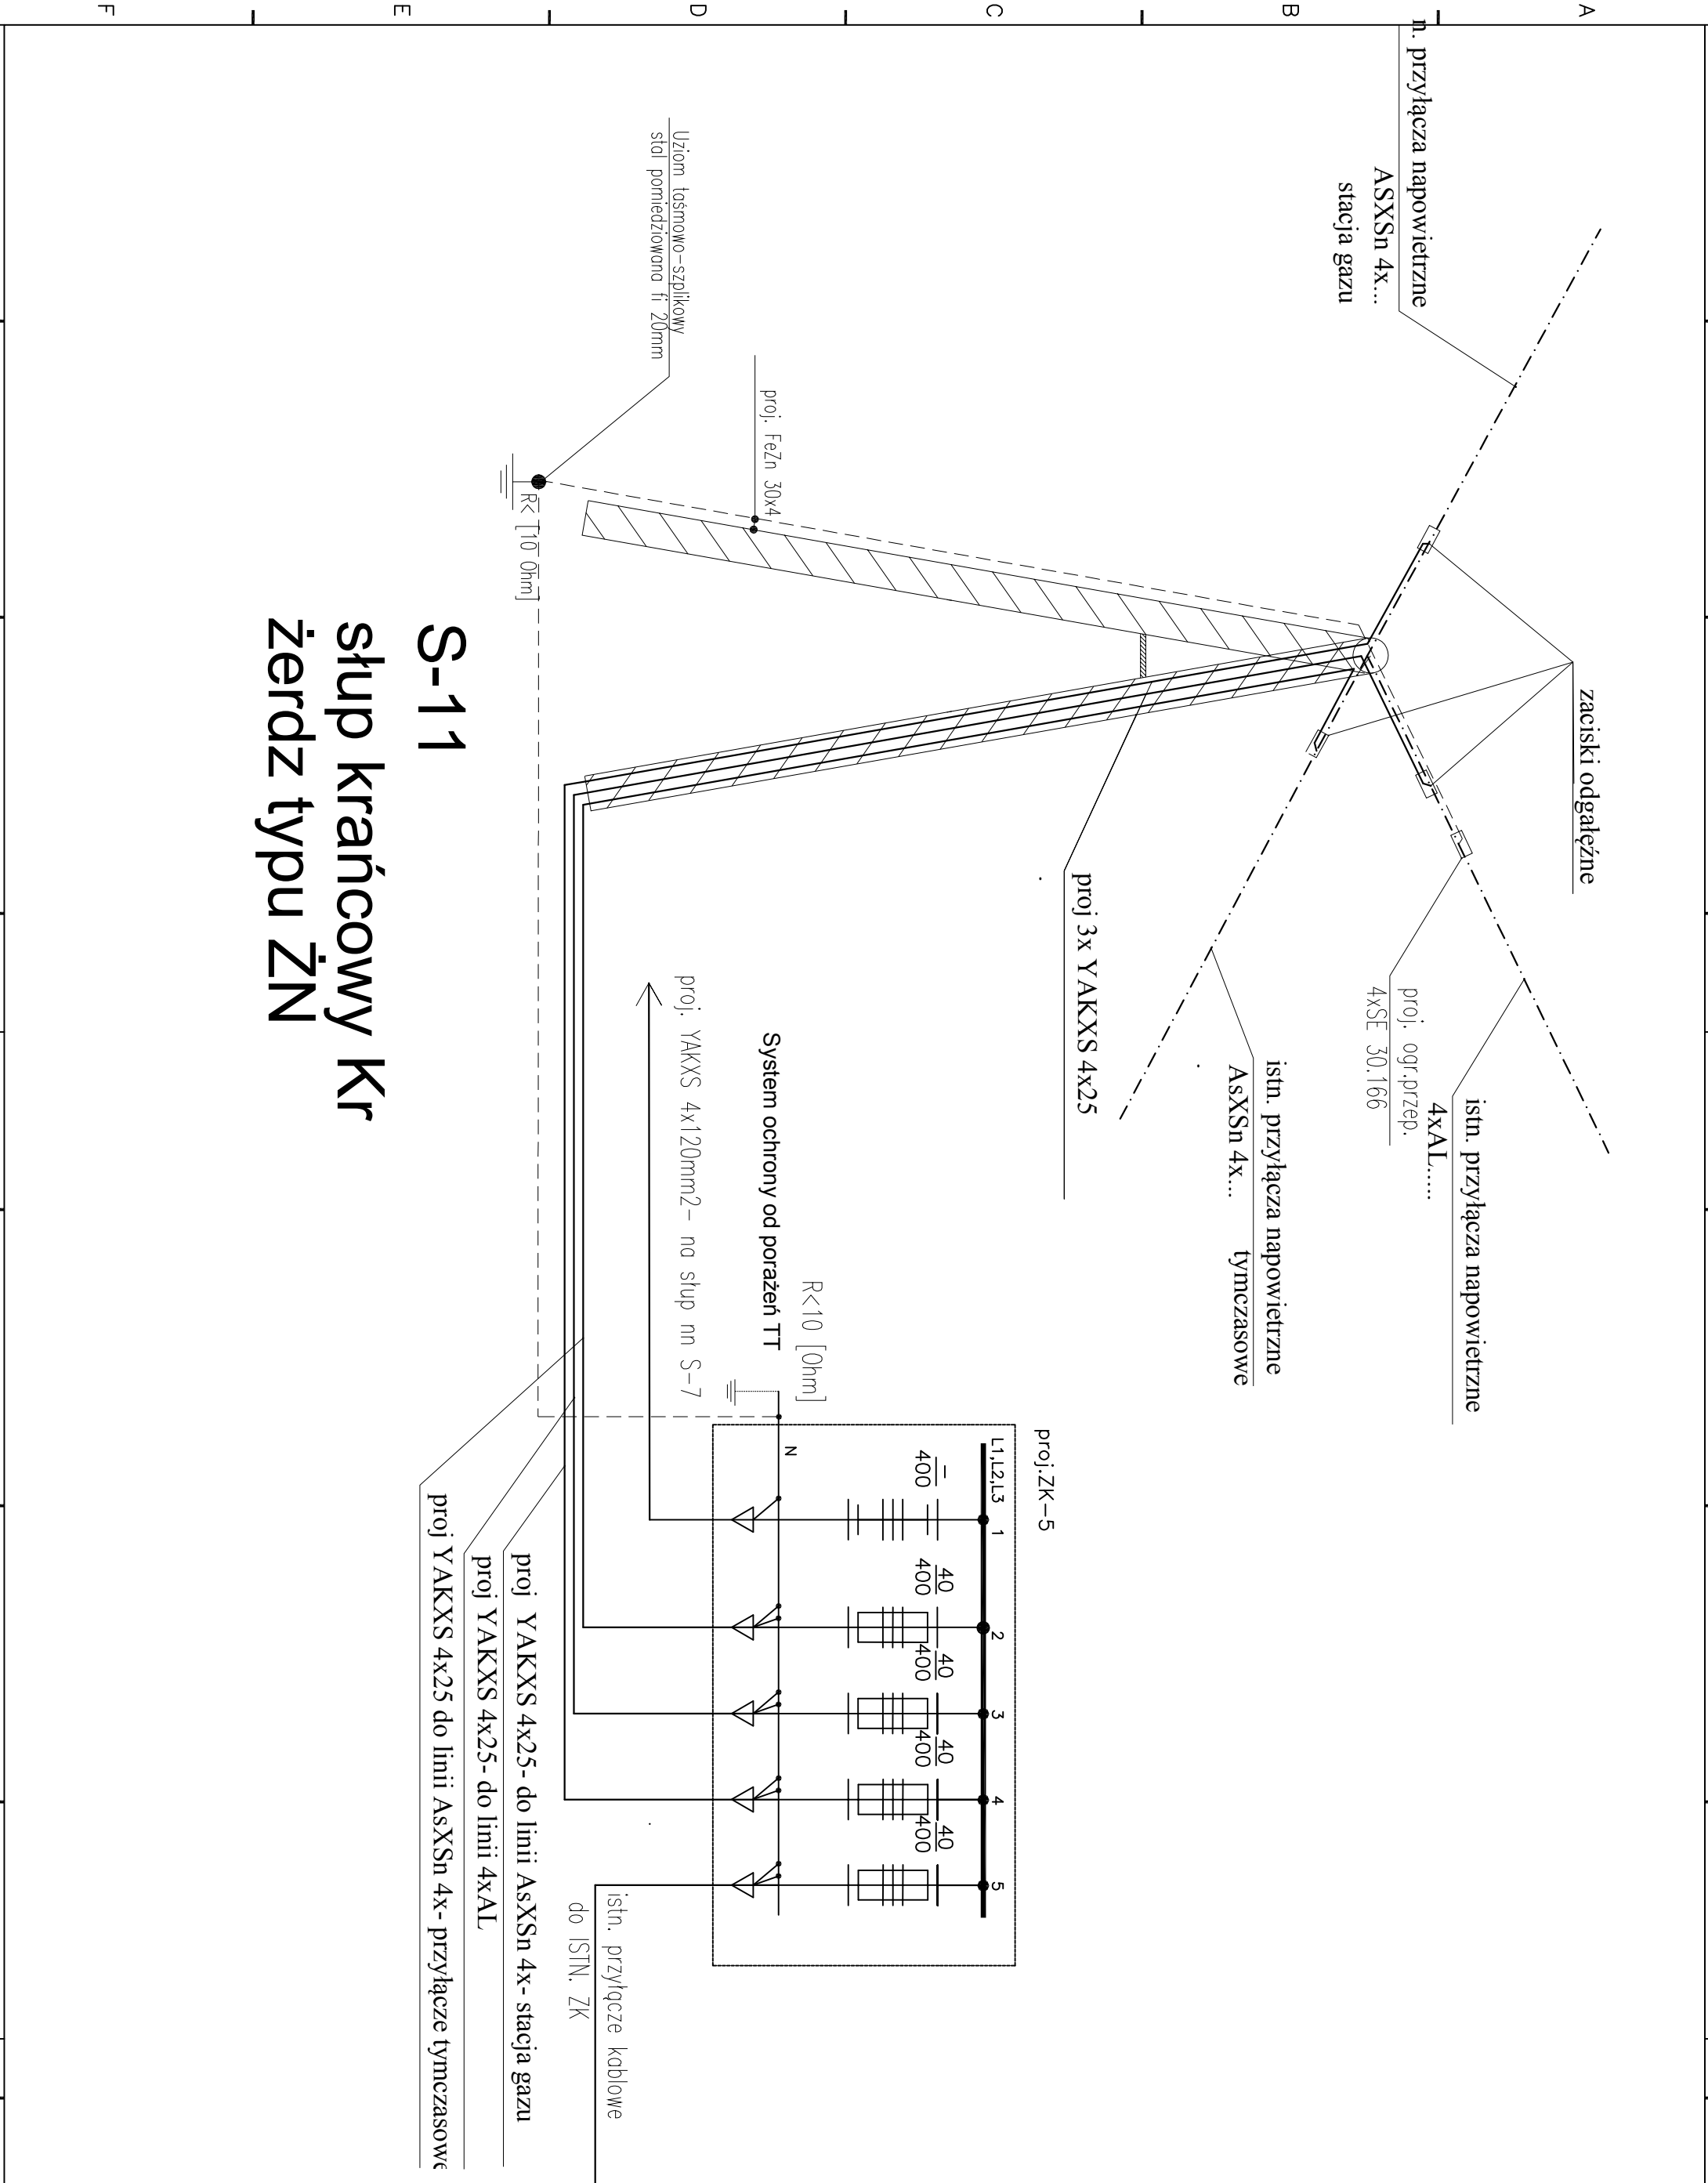 F
E
D
C
B
A
zaciski odgałęźne
n. przyłącza napowietrzne
ASXSn 4x...
stacja gazu
istn. przyłącza napowietrzne
4xAL....
proj. ogr.przep.
4xSE 30.166
istn. przyłącza napowietrzne
AsXSn 4x... tymczasowe
proj 3x YAKXS 4x25
proj. FeZn 30x4
Uziom taśmowo-szplikowy
stal pomiedziowana fi 20mm
R< [10 Ohm]
R<10 [Ohm]
System ochrony od porażeń TT
proj. YAKXS 4x120mm2- na słup nn S-7
proj.ZK-5
L1,L2,L3
1
2
3
4
5
-
400
40
400
40
400
40
400
40
400
N
istn. przyłącze kablowe
do ISTN. ZK
proj YAKXS 4x25- do linii AsXSn 4x- stacja gazu
proj YAKXS 4x25- do linii 4xAL
proj YAKXS 4x25 do linii AsXSn 4x- przyłącze tymczasowe
S-11
słup krańcowy Kr
żerdz typu ŻN